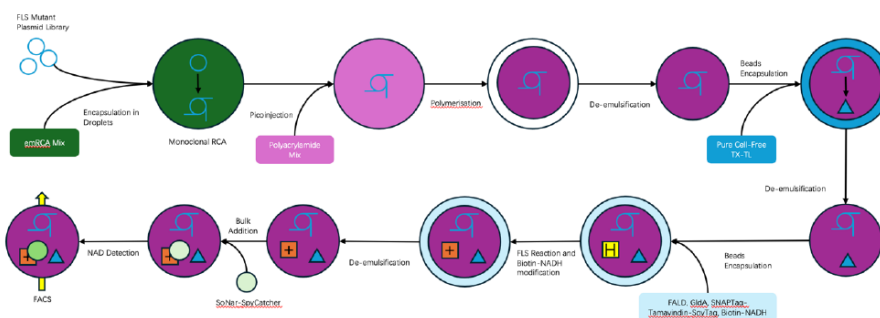 FLS Mutant
Plasmid Library
Encapsulation in
Droplets
emRCA Mix
Monoclonal RCA
Picoinjection
Polyacrylamide
Mix
Polymerisation
De-emulsification
Beads
Encapsulation
Pure Cell-Free
TX-TL
De-emulsification
Beads
Encapsulation
FALD, GldA, SNAPTag-
Tamavindin-SpyTag, Biotin-NADH
H
FLS Reaction and
Biotin-NADH
modification
+
De-emulsification
+
Bulk
Addition
SoNar-SpyCatcher
+
NAD Detection
+
FACS